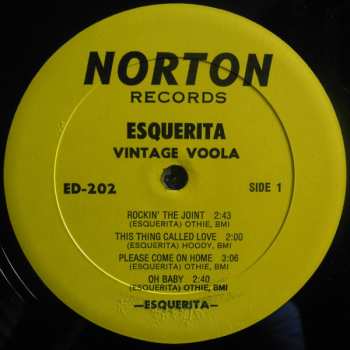 NORTON
RECORDS
ESQUERITA
VINTAGE VOOLA
ED-202 SIDE 1
ROCKIN' THE JOINT 2:43
(ESQUERITA) OTHIE, BMI
THIS THING CALLED LOVE 2:00
(ESQUERITA) HOODY, BMI
PLEASE COME ON HOME 3:06
(ESQUERITA) OTHIE, BMI
OH BABY 2:40
(ESQUERITA) OTHIE, BMI
—ESQUERITA—